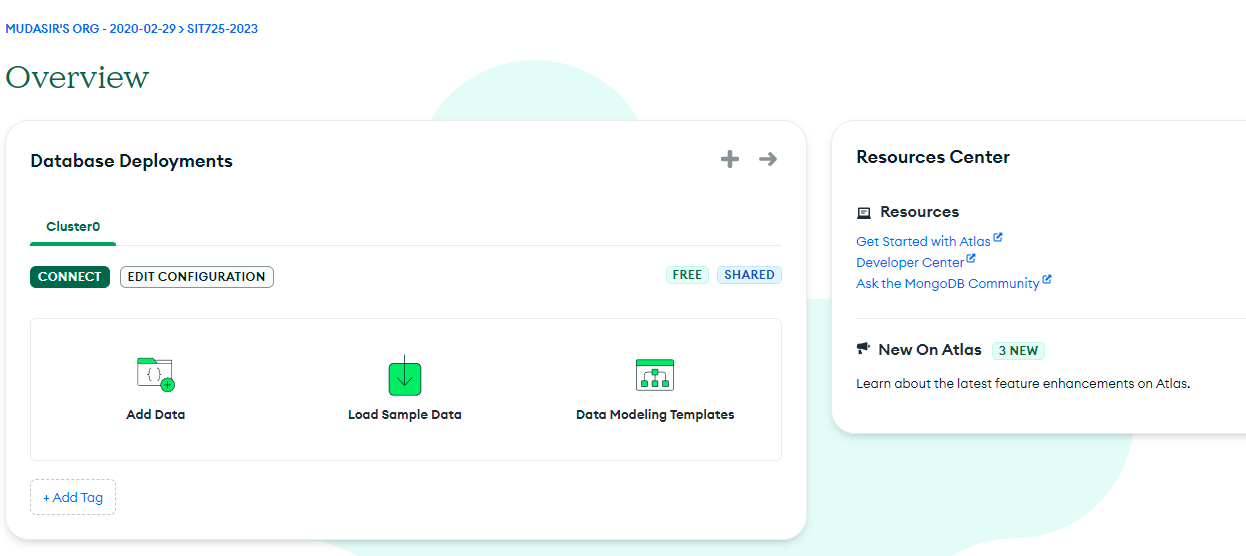 MUDASIR'S ORG - 2020-02-29 > SIT725-2023
Overview
Database Deployments
Cluster0
CONNECT
EDIT CONFIGURATION
FREE
SHARED
{ }
Add Data
Load Sample Data
Data Modeling Templates
+ Add Tag
Resources Center
Resources
Get Started with Atlas
Developer Center
Ask the MongoDB Community
New On Atlas
3 NEW
Learn about the latest feature enhancements on Atlas.